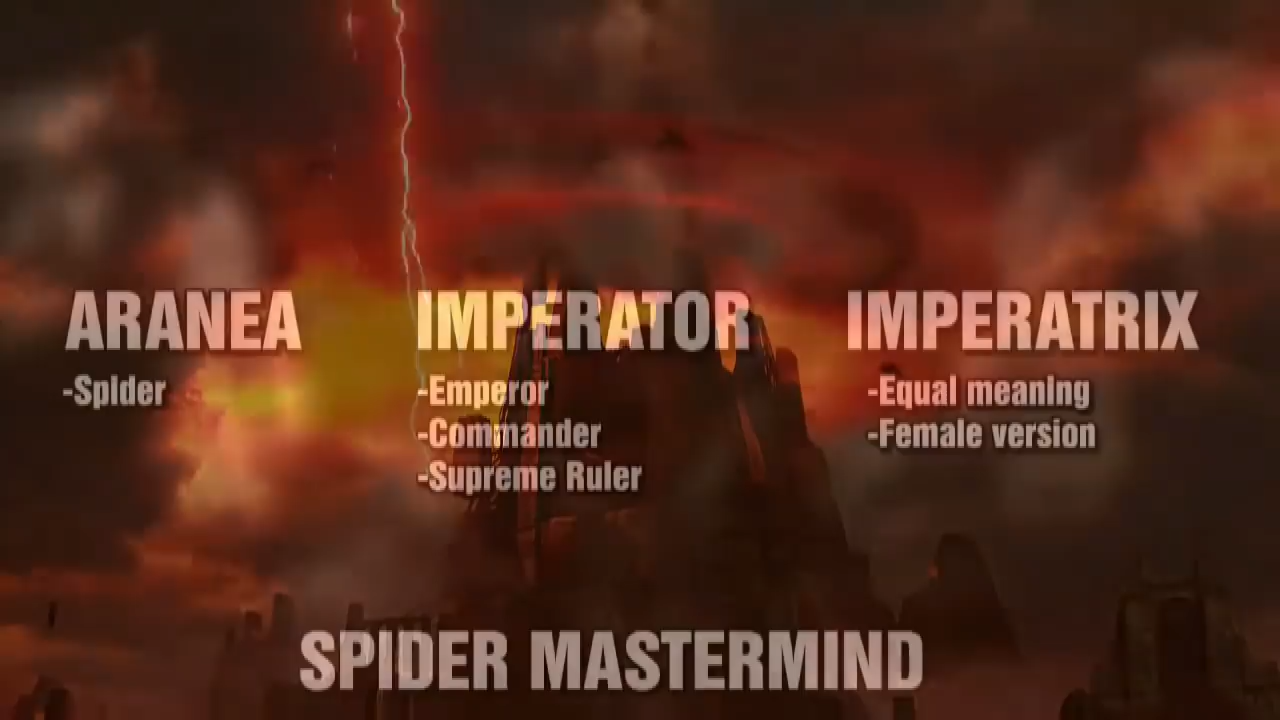 ARANEA
-Spider
IMPERATOR
-Emperor
-Commander
-Supreme Ruler
IMPERATRIX
-Equal meaning
-Female version
SPIDER MASTERMIND